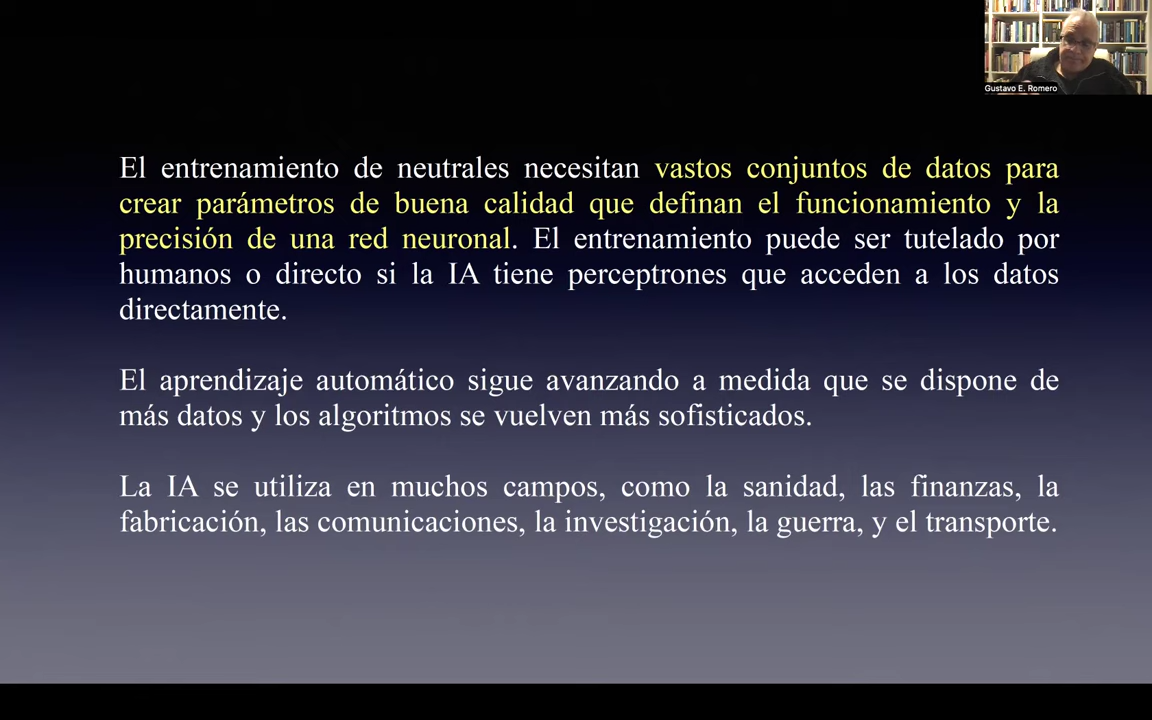 Gustavo E. Romero
El entrenamiento de neutrales necesitan vastos conjuntos de datos para
crear parámetros de buena calidad que definan el funcionamiento y la
precisión de una red neuronal. El entrenamiento puede ser tutelado por
humanos o directo si la IA tiene perceptrones que acceden a los datos
directamente.
El aprendizaje automático sigue avanzando a medida que se dispone de
más datos y los algoritmos se vuelven más sofisticados.
La IA se utiliza en muchos campos, como la sanidad, las finanzas, la
fabricación, las comunicaciones, la investigación, la guerra, y el transporte.